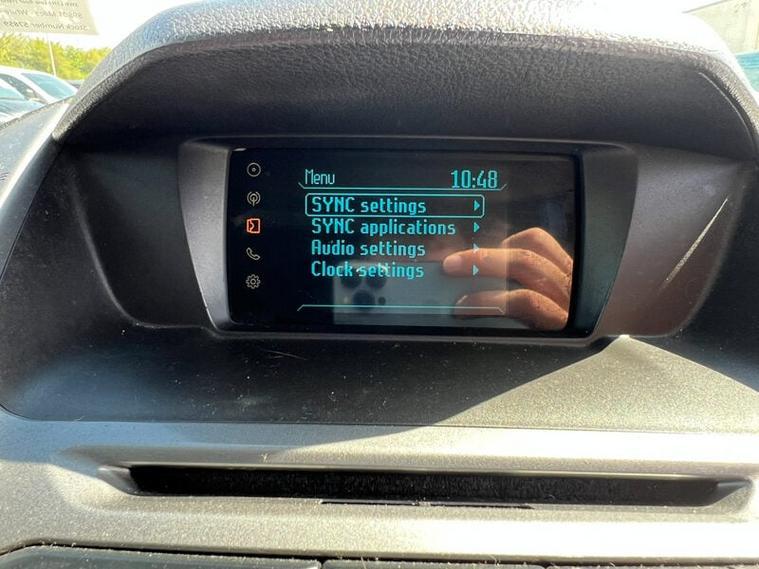 Menu 10:48
SYNC settings
SYNC applications
Audio settings
Clock settings